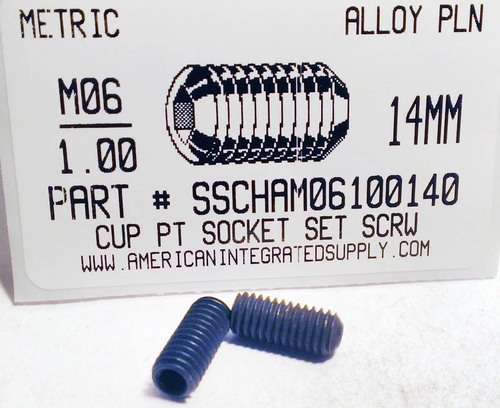 METRIC ALLOY PLN
M06 14MM
1.00
PART # SSCHAM06100140
CUP PT SOCKET SET SCRW
WWW.AMERICANINTEGRATEDSUPPLY.COM